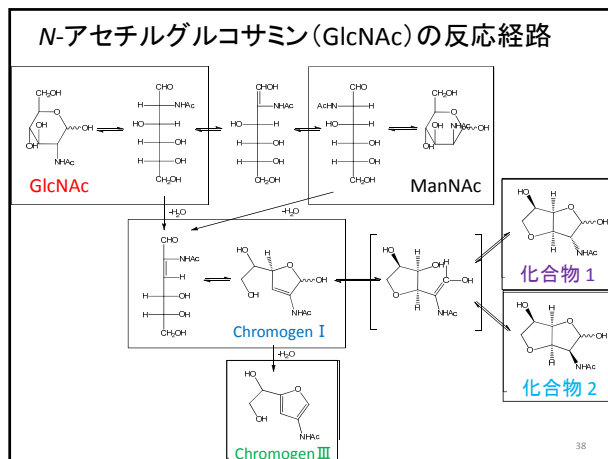 N-アセチルグルコサミン(GlcNAc)の反応経路
CH₂OH
O
OH
OH
OH
NHAc
GlcNAc
CHO
H
NHAc
HO
H
H
OH
H
OH
CH₂OH
CHOH
NHAc
HO
H
H
OH
H
OH
CH₂OH
CHO
AcHN
H
HO
H
H
OH
H
OH
CH₂OH
CH₂OH
O
OH
NHAc
OH
OH
ManNAc
-H₂O
-H₂O
CHO
NHAc
H
H
OH
H
OH
CH₂OH
HO
H
O
OH
HO
NHAc
Chromogen Ⅰ
HO
H
OH
H
OH
O
H
NHAc
HO
H
O
OH
O
H
NHAc
化合物 1
HO
H
O
OH
O
H
NHAc
化合物 2
-H₂O
HO
O
OH
NHAc
Chromogen Ⅲ
38